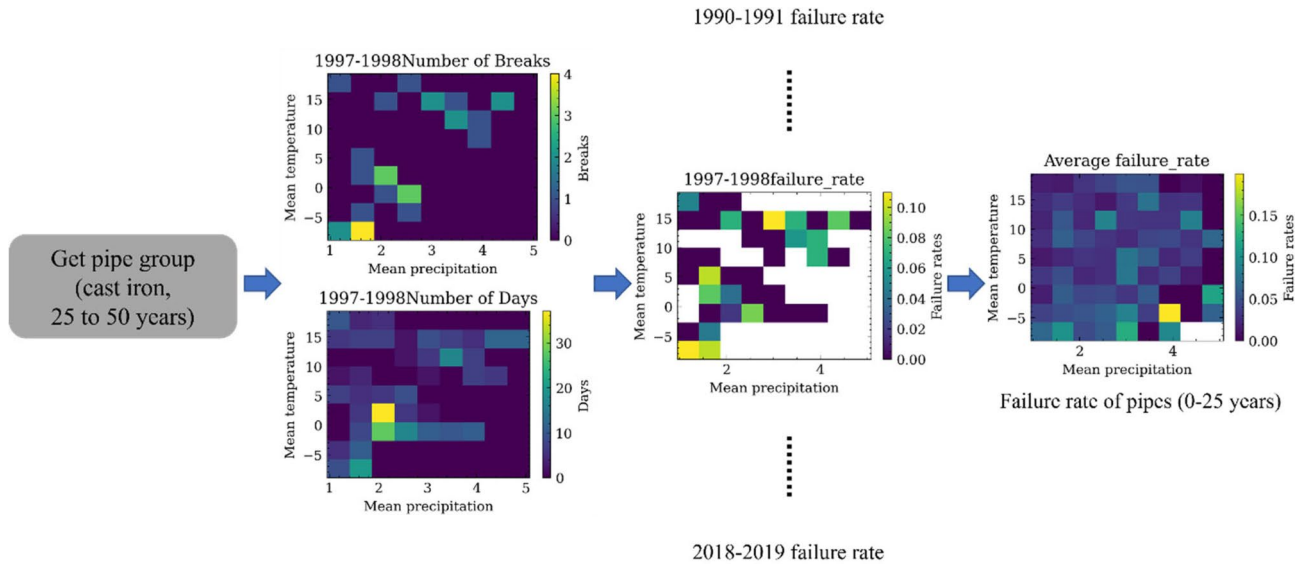 1990-1991 failure rate
Get pipe group
(cast iron,
25 to 50 years)
1997-1998Number of Breaks
Mean temperature
15
10
5
0
−5
1
2
3
4
5
Mean precipitation
4
3
2
1
0
Breaks
1997-1998Number of Days
Mean temperature
15
10
5
0
−5
1
2
3
4
5
Mean precipitation
30
20
10
0
Days
1997-1998failure_rate
Mean temperature
15
10
5
0
−5
2
4
Mean precipitation
0.10
0.08
0.06
0.04
0.02
0.00
Failure rates
2018-2019 failure rate
Average failure_rate
Mean temperature
15
10
5
0
−5
2
4
Mean precipitation
0.15
0.10
0.05
0.00
Failure rates
Failure rate of pipes (0-25 years)